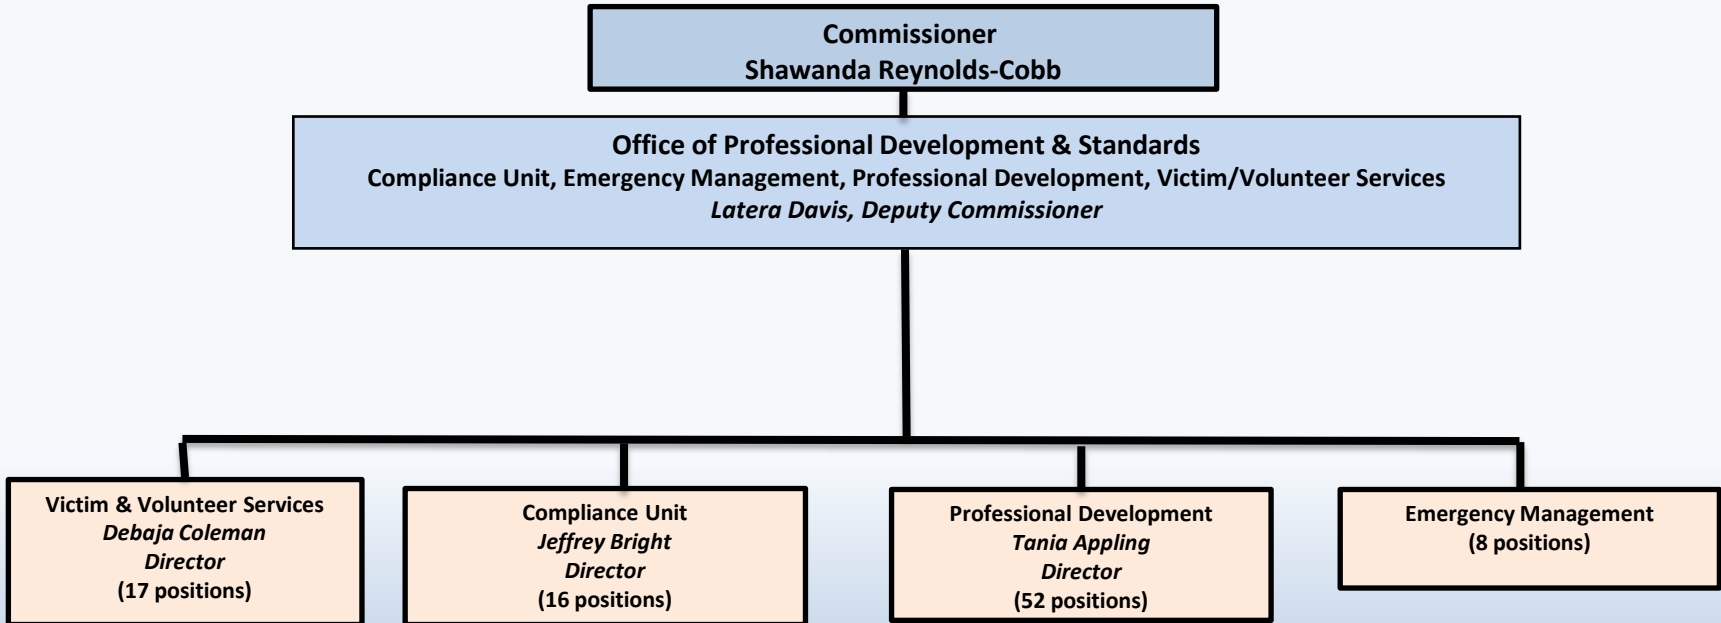 Commissioner
Shawanda Reynolds-Cobb
Office of Professional Development & Standards
Compliance Unit, Emergency Management, Professional Development, Victim/Volunteer Services
Latera Davis, Deputy Commissioner
Victim & Volunteer Services
Debaja Coleman
Director
(17 positions)
Compliance Unit
Jeffrey Bright
Director
(16 positions)
Professional Development
Tania Appling
Director
(52 positions)
Emergency Management
(8 positions)